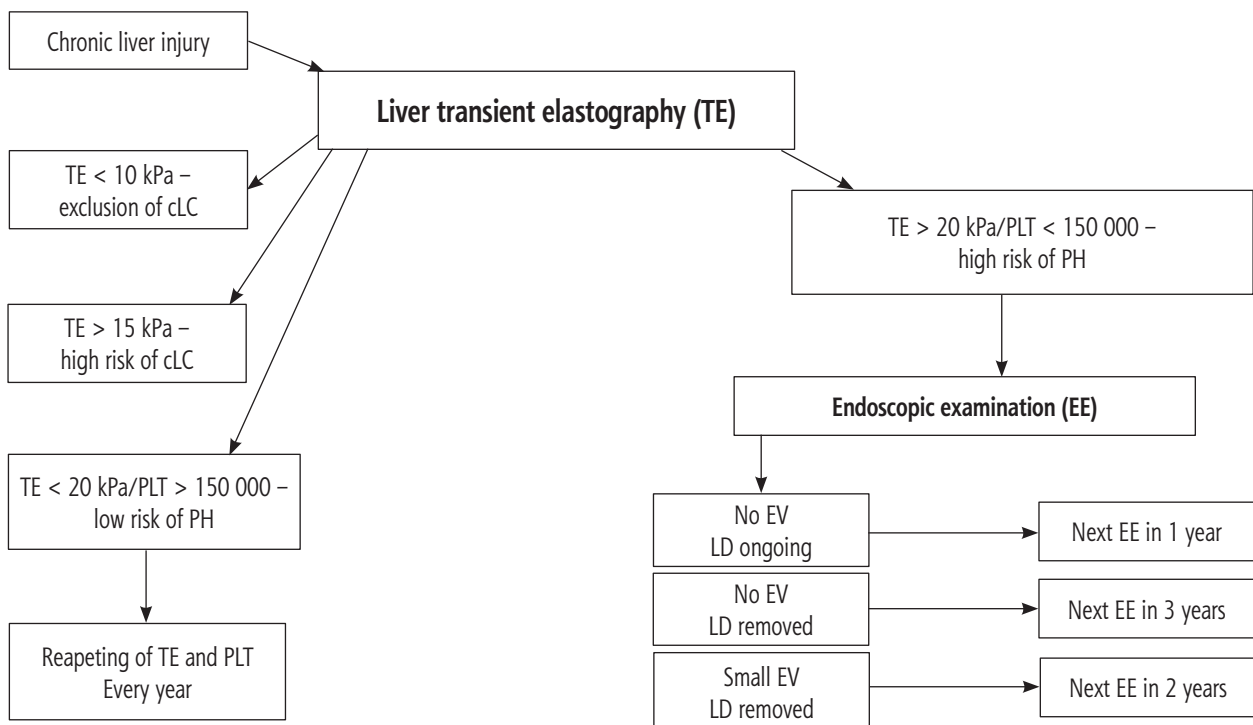 Chronic liver injury
Liver transient elastography (TE)
TE < 10 kPa –
exclusion of cLC
TE > 15 kPa –
high risk of cLC
TE < 20 kPa/PLT > 150 000 –
low risk of PH
Reapeting of TE and PLT
Every year
TE > 20 kPa/PLT < 150 000 –
high risk of PH
Endoscopic examination (EE)
No EV
LD ongoing
Next EE in 1 year
No EV
LD removed
Next EE in 3 years
Small EV
LD removed
Next EE in 2 years